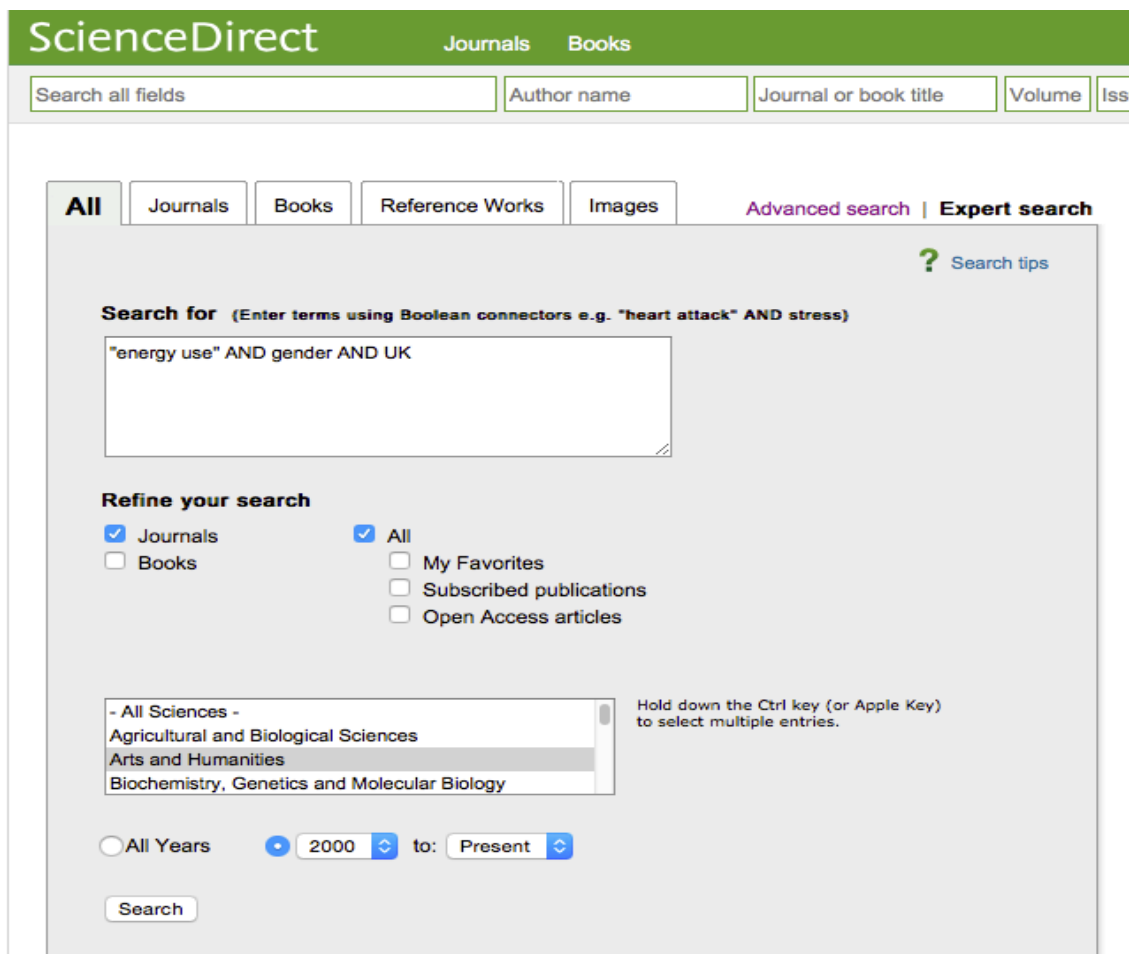 ScienceDirect Journals Books
Search all fields Author name Journal or book title Volume Iss
All Journals Books Reference Works Images Advanced search | Expert search
? Search tips
Search for (Enter terms using Boolean connectors e.g. "heart attack" AND stress)
"energy use" AND gender AND UK
Refine your search
Journals All
Books My Favorites
Subscribed publications
Open Access articles
- All Sciences - Hold down the Ctrl key (or Apple Key)
to select multiple entries.
Agricultural and Biological Sciences
Arts and Humanities
Biochemistry, Genetics and Molecular Biology
All Years 2000 to: Present
Search